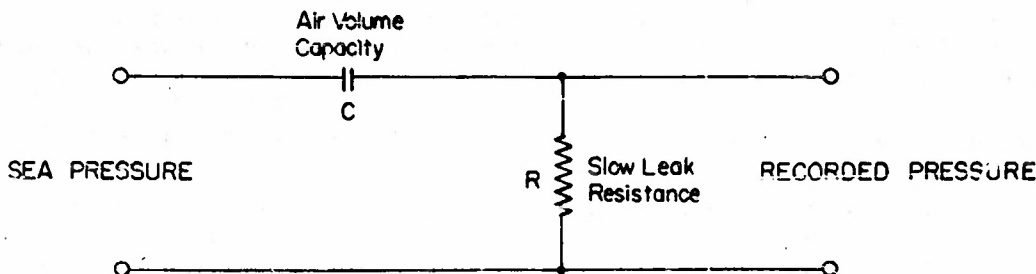 Air Volume
Capacity
C
SEA PRESSURE
R
Slow Leak
Resistance
RECORDED PRESSURE